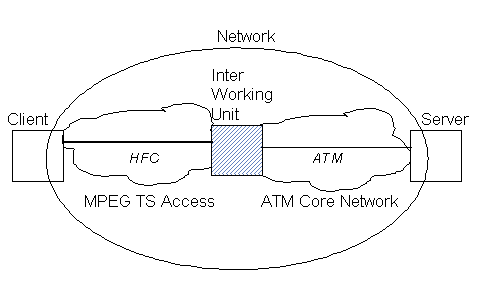 Network
Inter
Working
Unit
Client
Server
HFC
ATM
MPEG TS Access
ATM Core Network